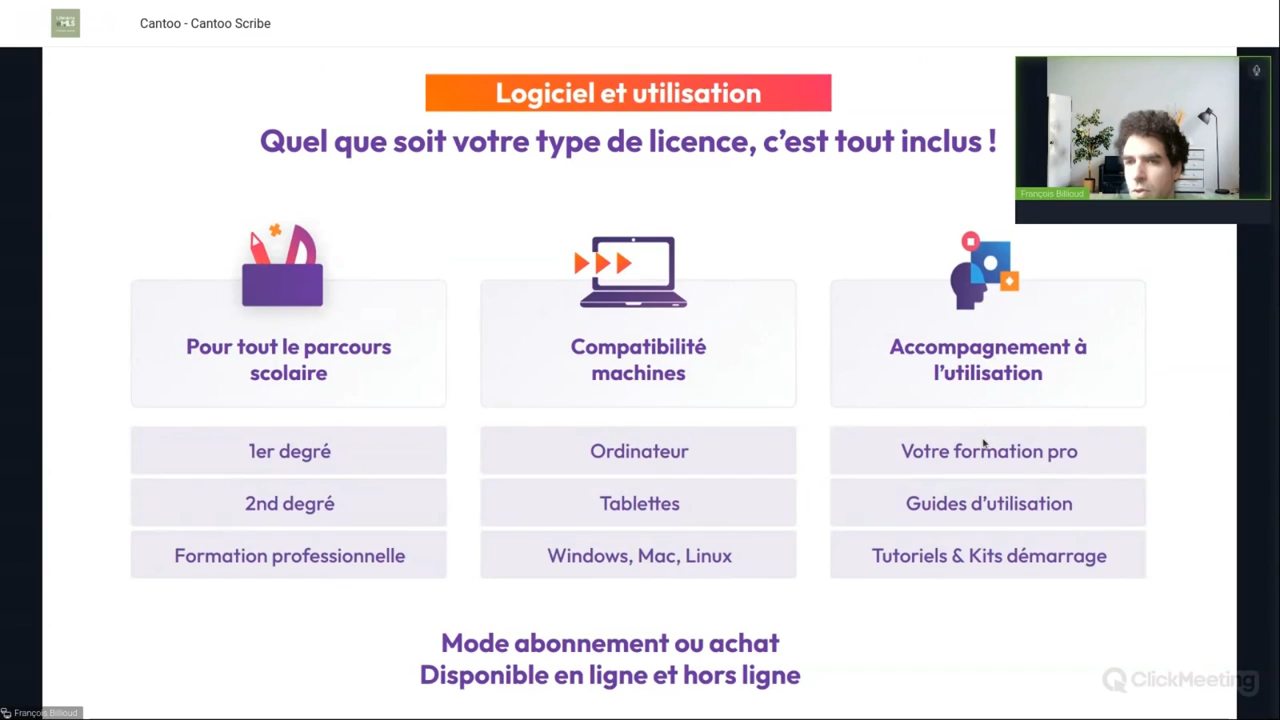 Cantoo - Cantoo Scribe
Logiciel et utilisation
Quel que soit votre type de licence, c’est tout inclus !
François Billioud
Pour tout le parcours
scolaire
1er degré
2nd degré
Formation professionnelle
Compatibilité
machines
Ordinateur
Tablettes
Windows, Mac, Linux
Accompagnement à
l’utilisation
Votre formation pro
Guides d’utilisation
Tutoriels & Kits démarrage
Mode abonnement ou achat
Disponible en ligne et hors ligne
ClickMeeting
François Billioud